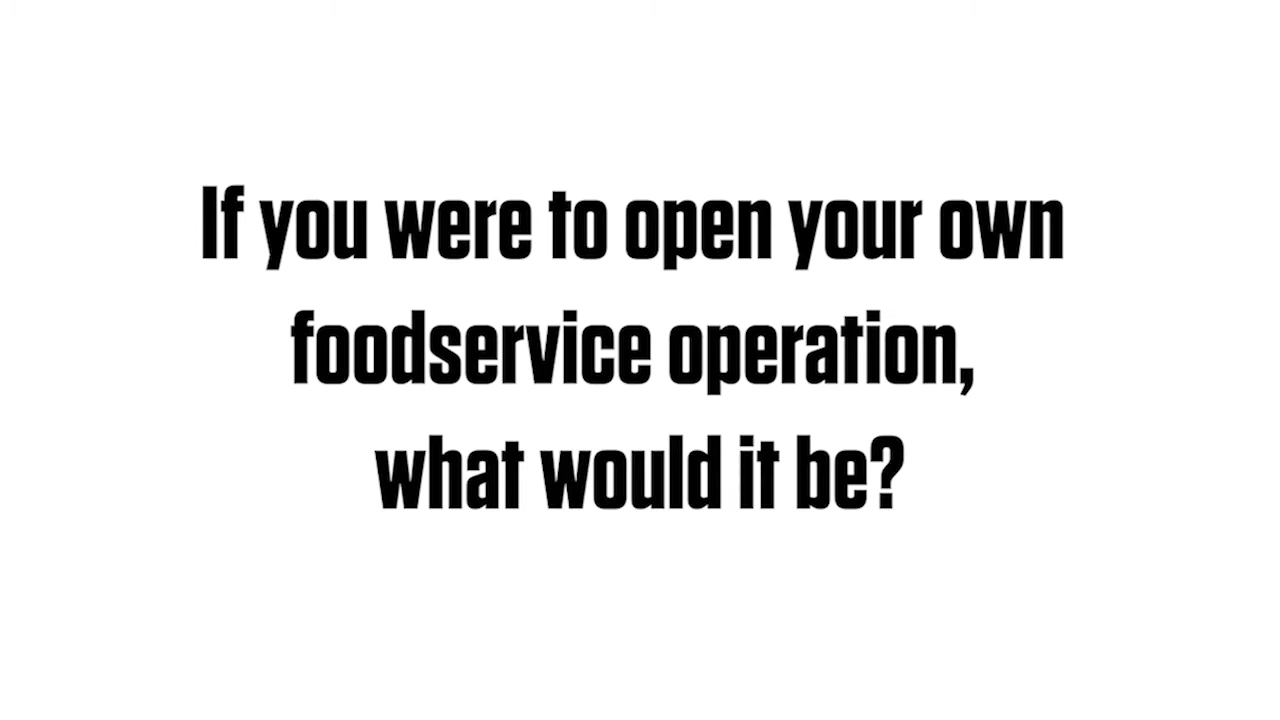 If you were to open your own
foodservice operation,
what would it be?